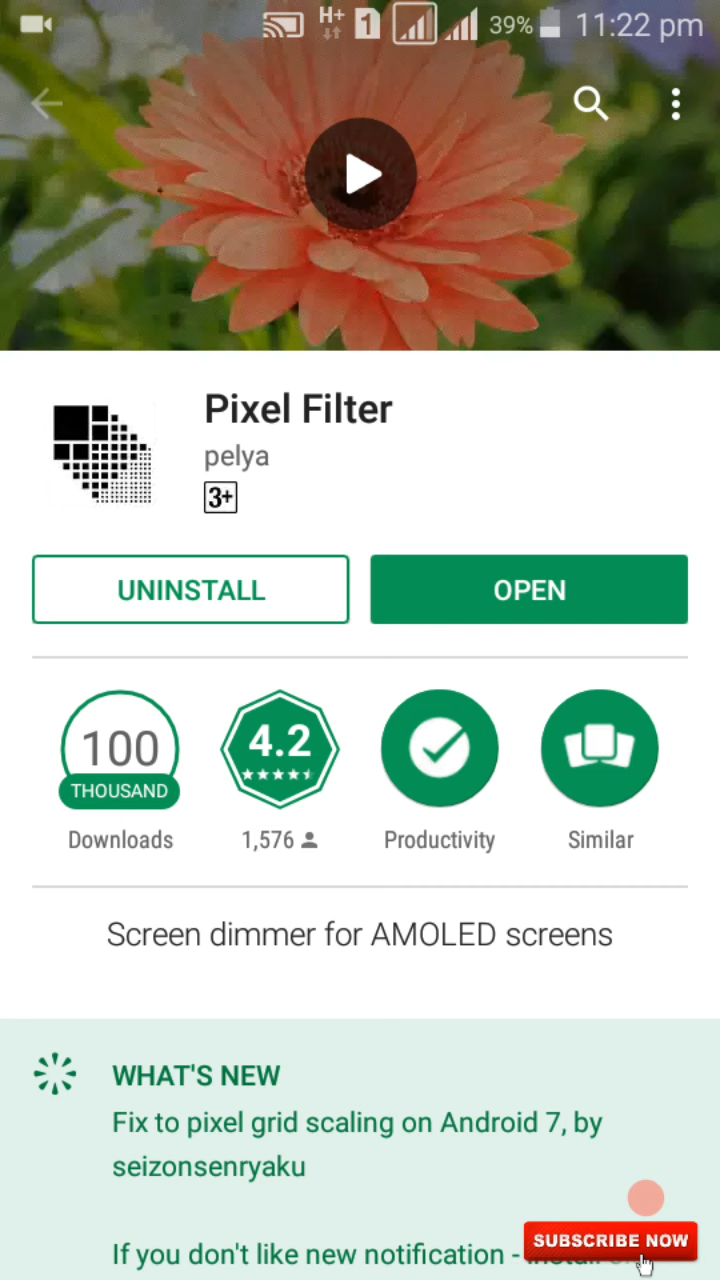 H+ 1 39% 11:22 pm
Pixel Filter
pelya
3+
UNINSTALL OPEN
100 4.2
THOUSAND
Downloads 1,576 Productivity Similar
Screen dimmer for AMOLED screens
WHAT'S NEW
Fix to pixel grid scaling on Android 7, by
seizonsenryaku
SUBSCRIBE NOW
If you don't like new notification - install